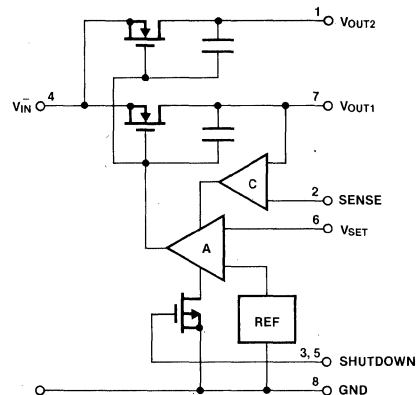 1 VOUT2
4
VIN̅
7 VOUT1
C
2 SENSE
6 VSET
A
REF
3, 5 SHUTDOWN
8 GND